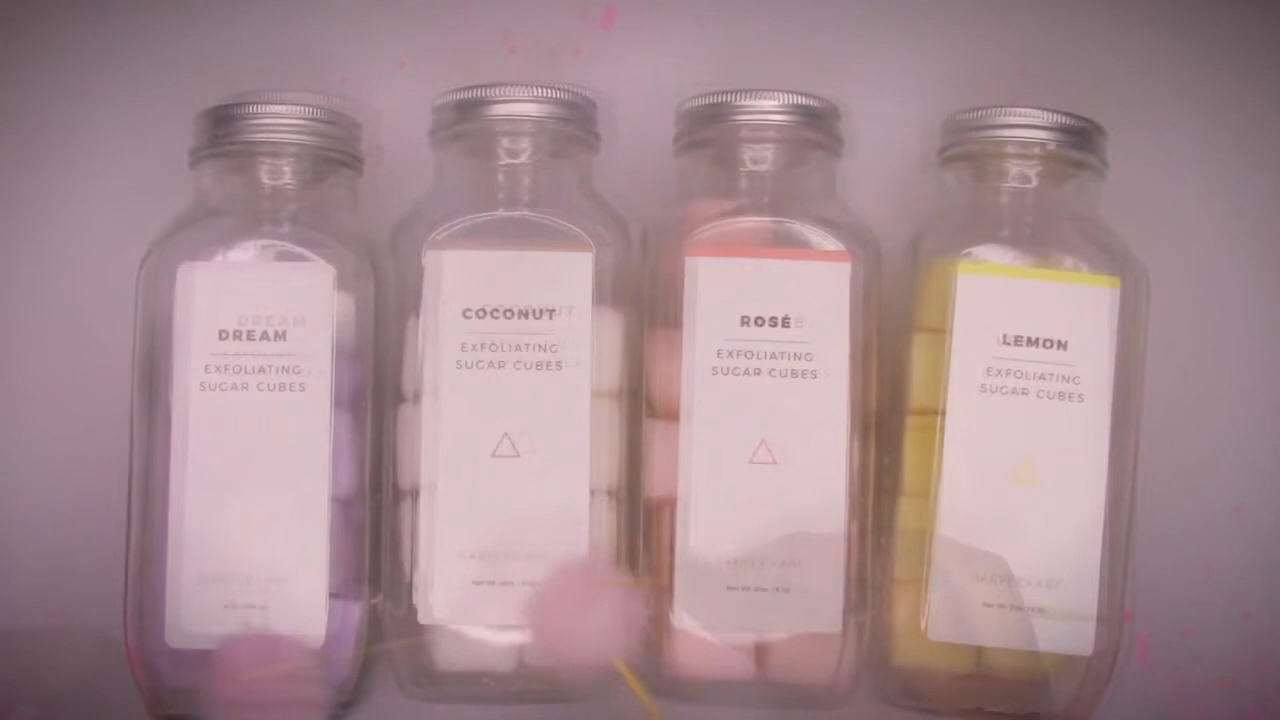 DREAM
EXFOLIATING
SUGAR CUBES
COCONUT
EXFOLIATING
SUGAR CUBES
ROSÉ
EXFOLIATING
SUGAR CUBES
LEMON
EXFOLIATING
SUGAR CUBES